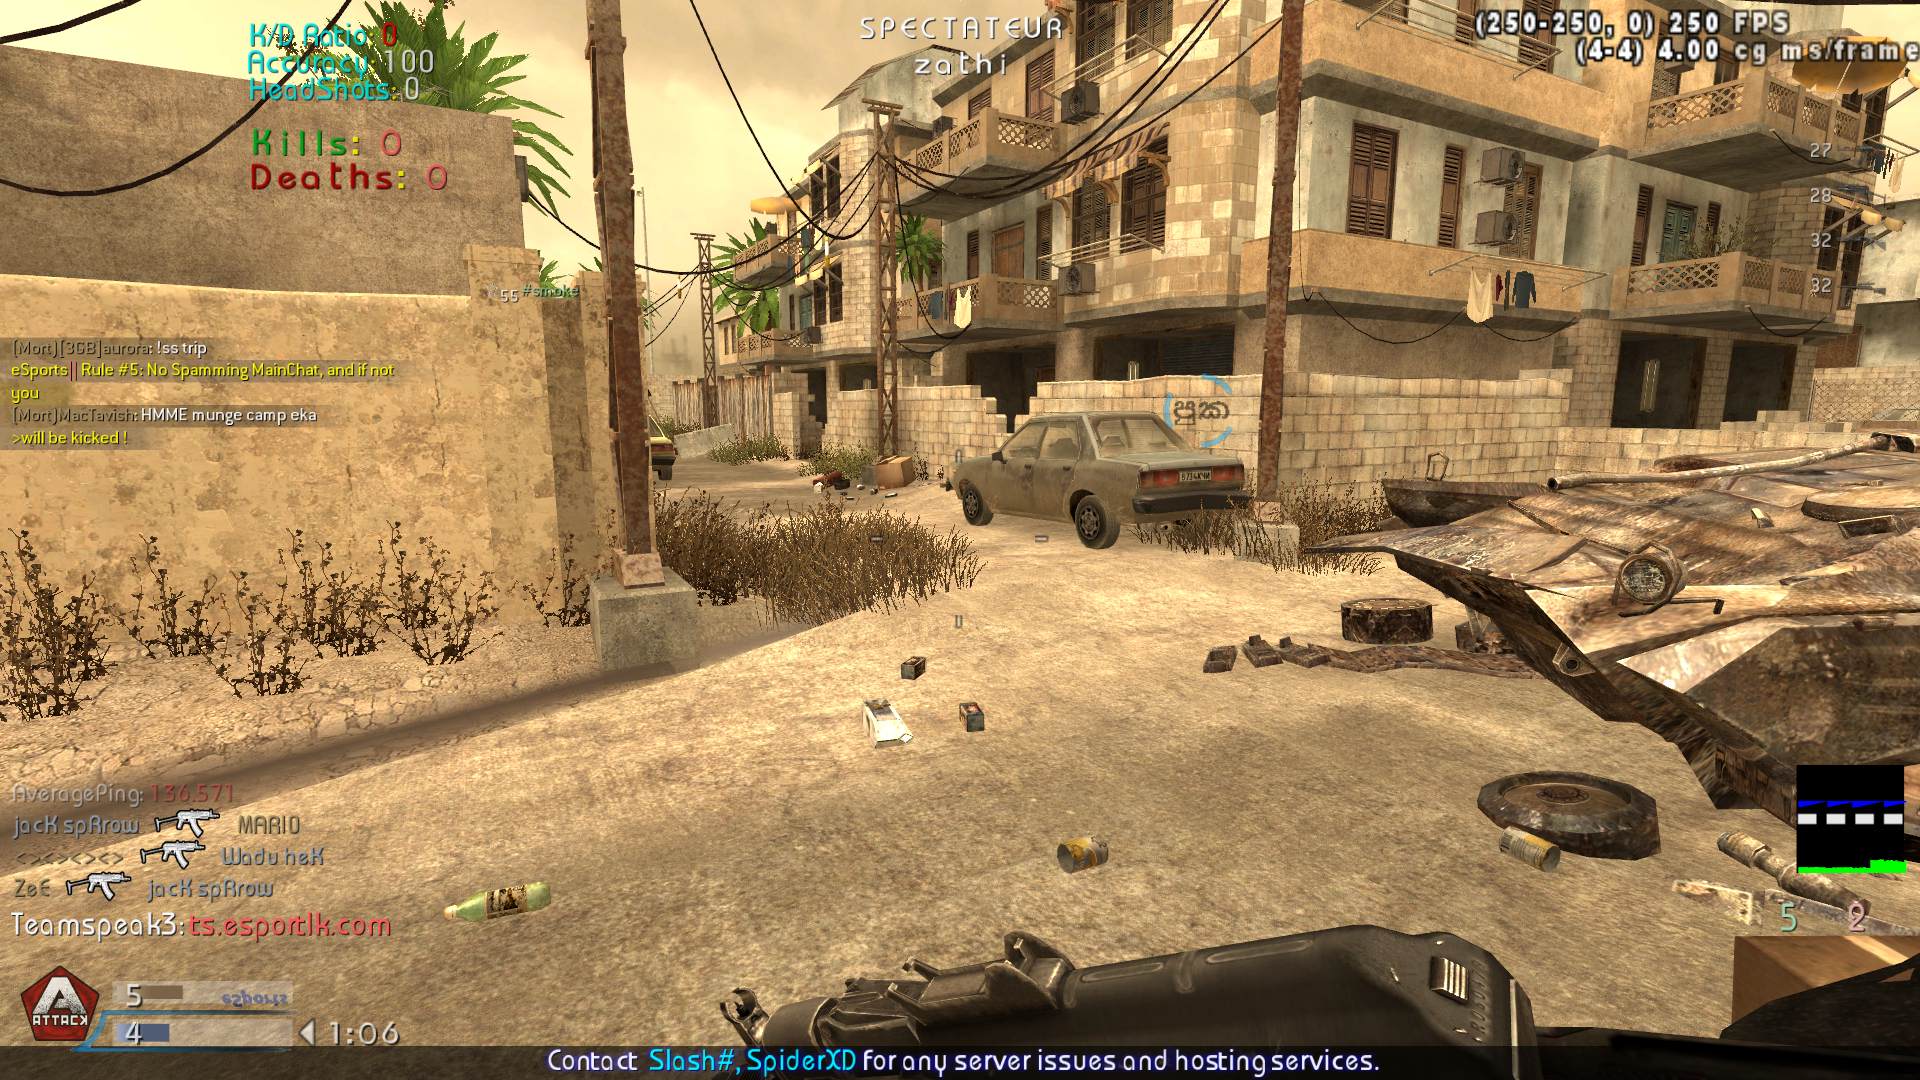 K/D Ratio 0
Accuracy 100
HeadShots: 0
Kills: 0
Deaths: 0
SPECTATEUR
zathi
(250-250, 0) 250 FPS
(4-4) 4.00 cg ms/frame
27
28
32
32
55 #smoke
[Mort][3GB]aurora: !ss trip
eSports|| Rule #5: No Spamming MainChat, and if not
you
[Mort]MacTavish: HMME munge camp eka
>will be kicked !
AveragePing: 136.571
jacK spRrow MARIO
<><><><> Wadu heK
ZeE jacK spRrow
Teamspeak3: ts.esportlk.com
5 2
ATTACK
5 eSports
4 1:06
Contact Slash#, SpiderXD for any server issues and hosting services.